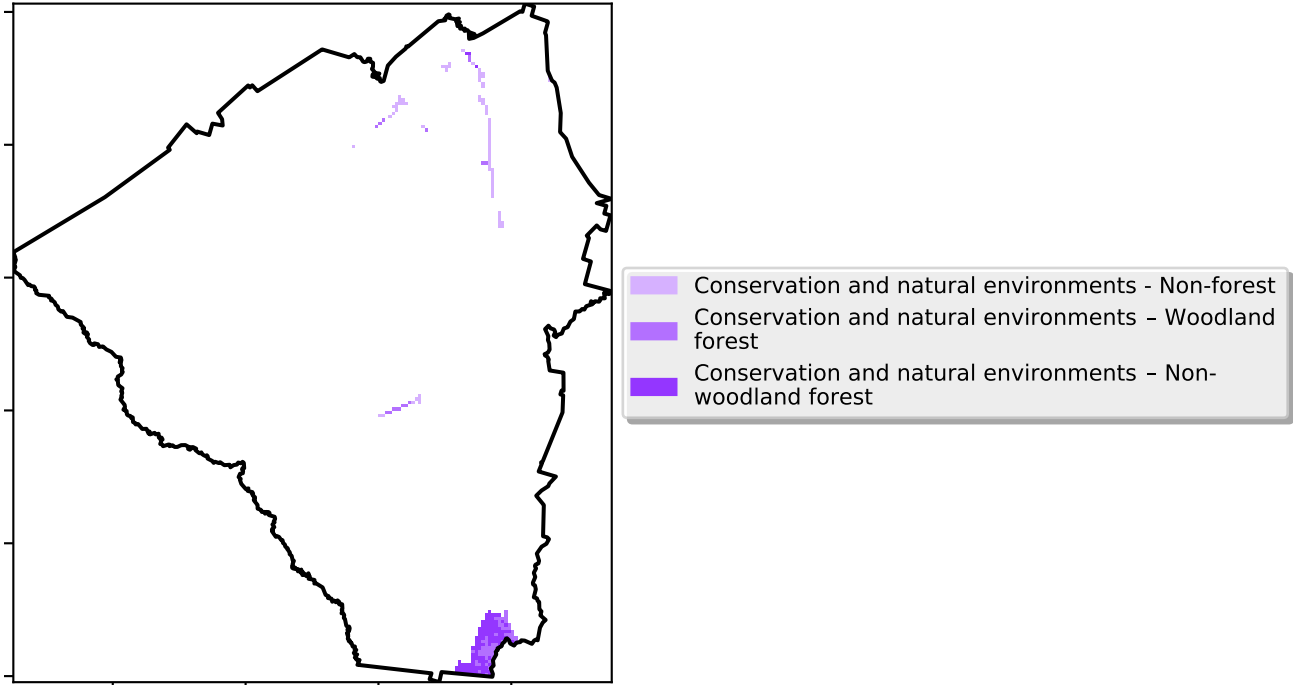 Conservation and natural environments - Non-forest
Conservation and natural environments – Woodland
forest
Conservation and natural environments – Non-
woodland forest